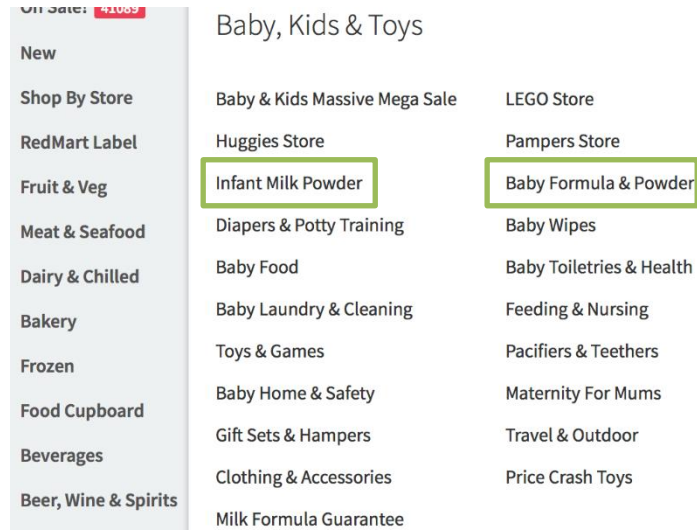 On Sale! 41089
New
Shop By Store
RedMart Label
Fruit & Veg
Meat & Seafood
Dairy & Chilled
Bakery
Frozen
Food Cupboard
Beverages
Beer, Wine & Spirits
Baby, Kids & Toys
Baby & Kids Massive Mega Sale
Huggies Store
Infant Milk Powder
Diapers & Potty Training
Baby Food
Baby Laundry & Cleaning
Toys & Games
Baby Home & Safety
Gift Sets & Hampers
Clothing & Accessories
Milk Formula Guarantee
LEGO Store
Pampers Store
Baby Formula & Powder
Baby Wipes
Baby Toiletries & Health
Feeding & Nursing
Pacifiers & Teethers
Maternity For Mums
Travel & Outdoor
Price Crash Toys